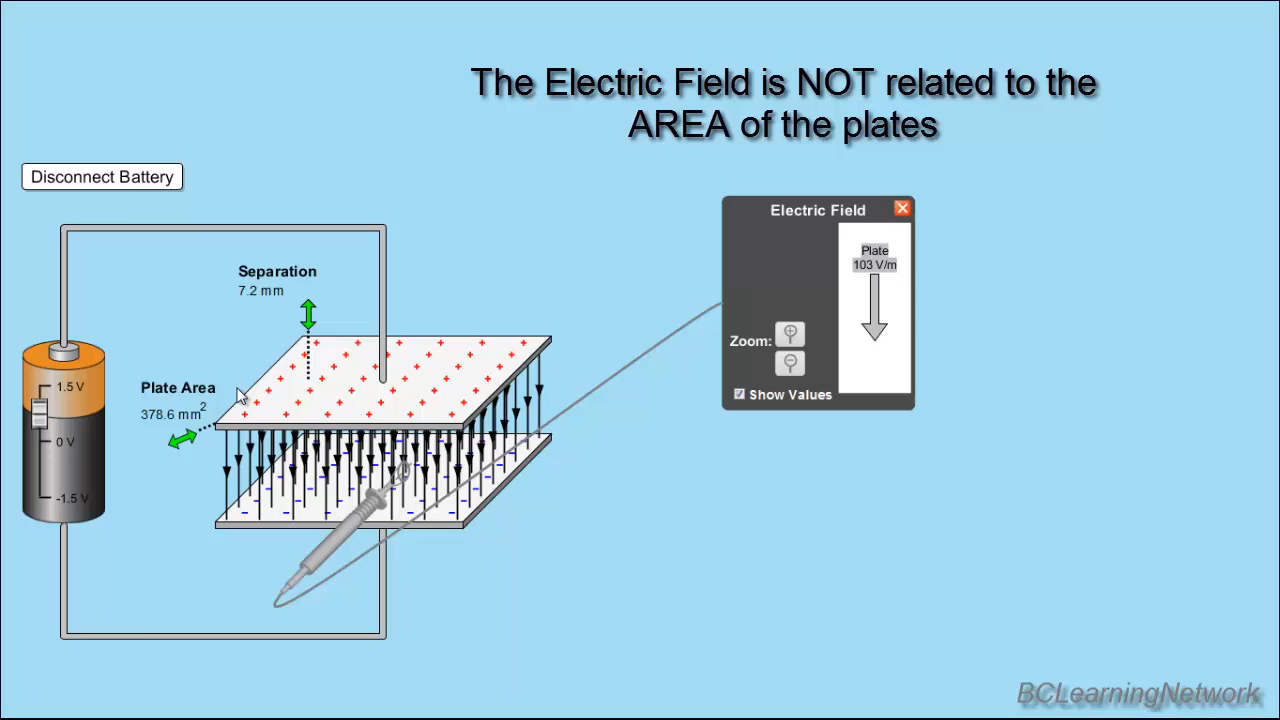 The Electric Field is NOT related to the
AREA of the plates
Disconnect Battery
Electric Field
Plate
103 V/m
Separation
7.2 mm
Zoom:
Plate Area
378.6 mm2
Show Values
1.5 V
0 V
-1.5 V
BCLearningNetwork